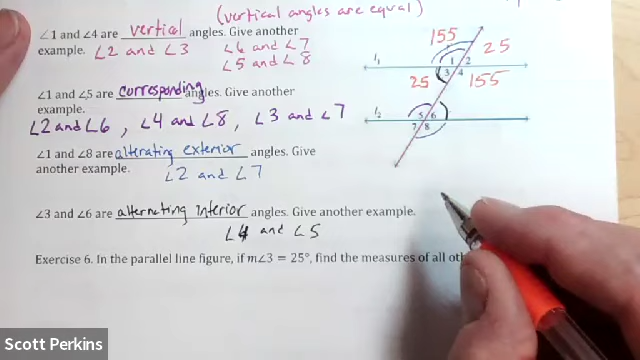 (vertical angles are equal)
∠1 and ∠4 are vertical angles. Give another
example. ∠2 and ∠3 ∠6 and ∠7
∠5 and ∠8
∠1 and ∠5 are corresponding angles. Give another
example.
∠2 and ∠6 , ∠4 and ∠8 , ∠3 and ∠7
∠1 and ∠8 are alterating exterior angles. Give
another example. ∠2 and ∠7
∠3 and ∠6 are alternating interior angles. Give another example.
∠4 and ∠5
Exercise 6. In the parallel line figure, if m∠3 = 25°, find the measures of all
155
25
l₁ 1 2
25 3 4 155
l₂ 5 6
7 8
Scott Perkins